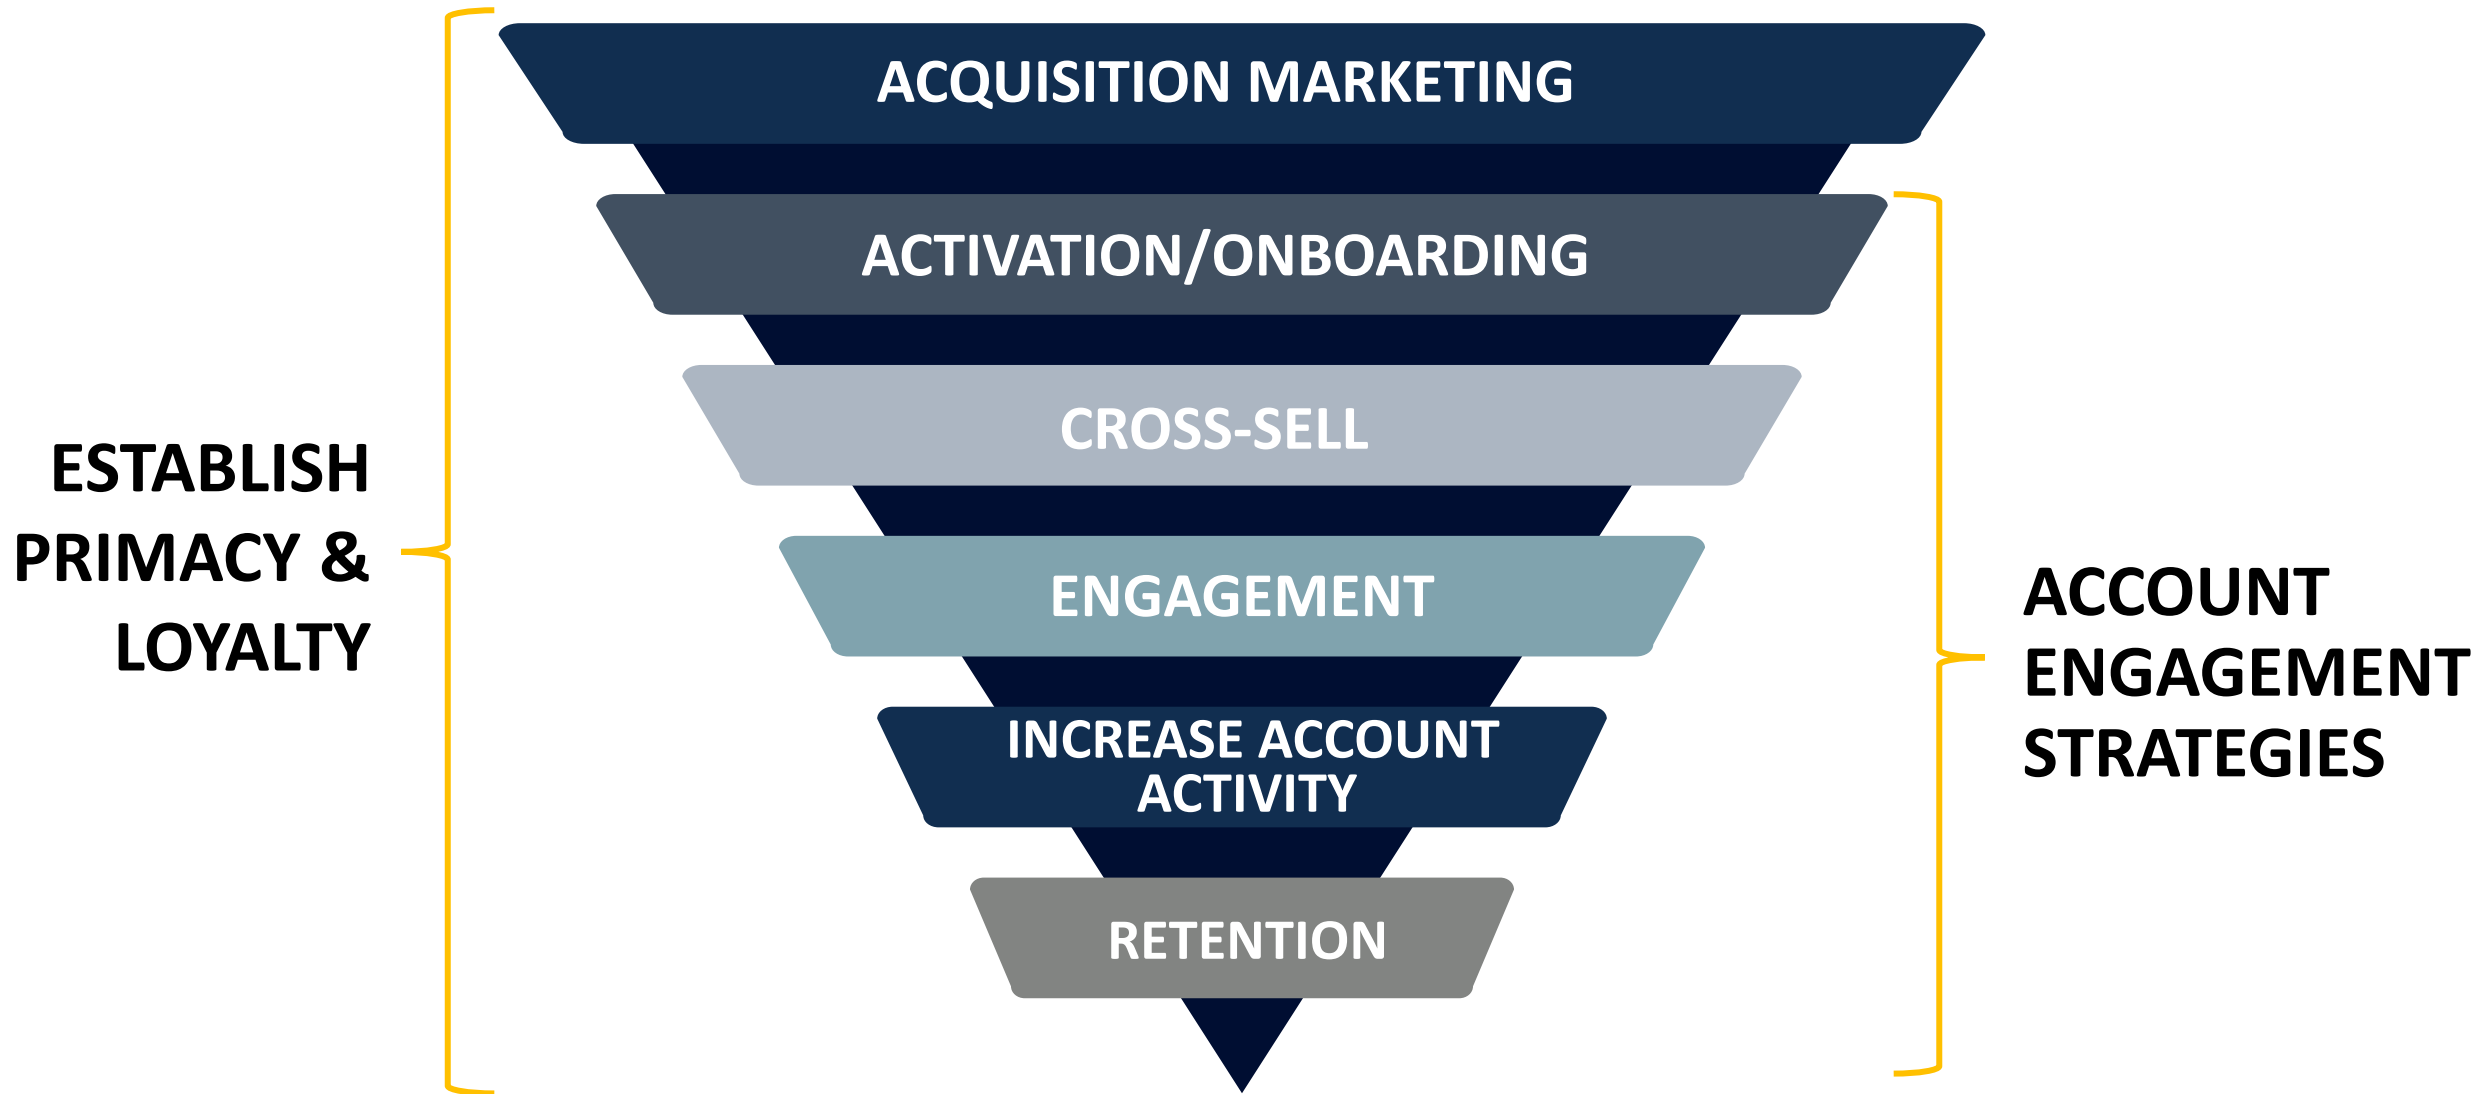 ACQUISITION MARKETING
ACTIVATION/ONBOARDING
CROSS-SELL
ENGAGEMENT
INCREASE ACCOUNT
ACTIVITY
RETENTION
ESTABLISH
PRIMACY &
LOYALTY
ACCOUNT
ENGAGEMENT
STRATEGIES